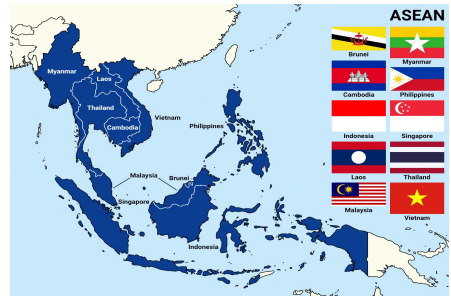 ASEAN
Brunei
Myanmar
Cambodia
Philippines
Indonesia
Singapore
Laos
Thailand
Malaysia
Vietnam
Myanmar
Laos
Thailand
Vietnam
Cambodia
Philippines
Malaysia
Brunei
Singapore
Indonesia